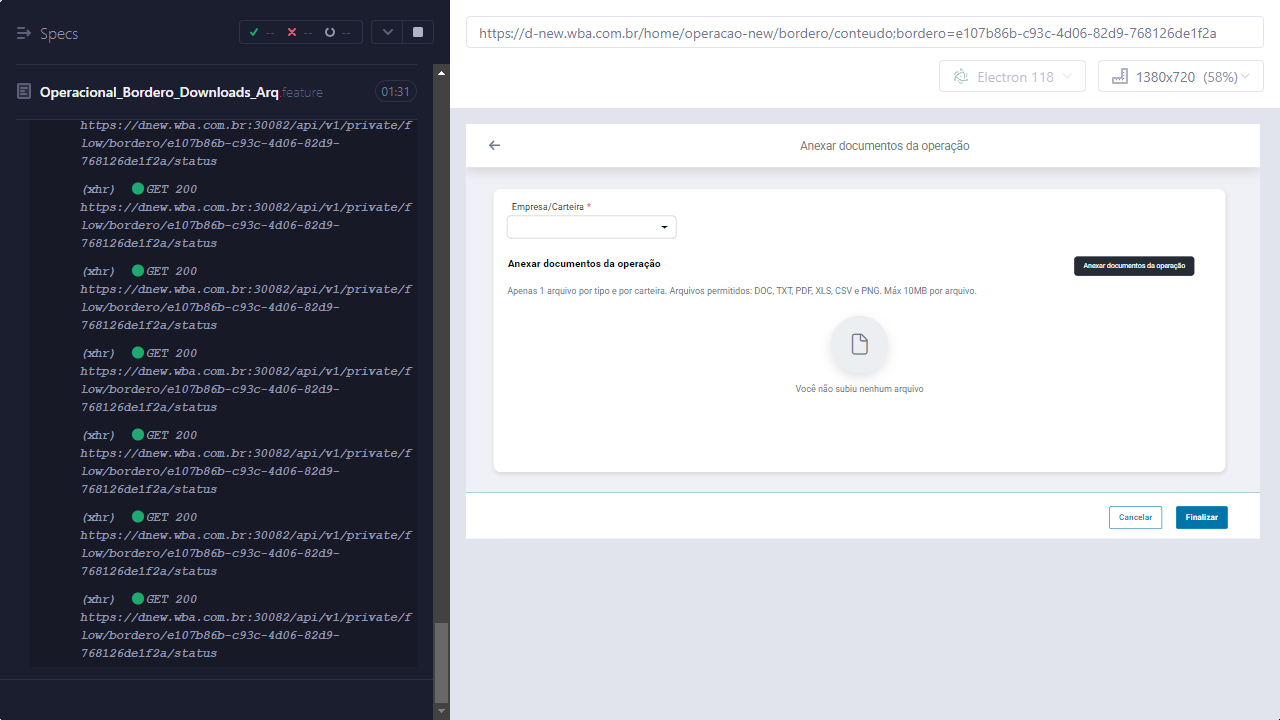 Specs
-- -- --
https://d-new.wba.com.br/home/operacao-new/bordero/conteudo;bordero=e107b86b-c93c-4d06-82d9-768126de1f2a
Electron 118
1380x720 (58%)
Operacional_Bordero_Downloads_Arq.feature 01:31
https://dnew.wba.com.br:30082/api/v1/private/f
low/bordero/e107b86b-c93c-4d06-82d9-
768126de1f2a/status
(xhr) GET 200
https://dnew.wba.com.br:30082/api/v1/private/f
low/bordero/e107b86b-c93c-4d06-82d9-
768126de1f2a/status
(xhr) GET 200
https://dnew.wba.com.br:30082/api/v1/private/f
low/bordero/e107b86b-c93c-4d06-82d9-
768126de1f2a/status
(xhr) GET 200
https://dnew.wba.com.br:30082/api/v1/private/f
low/bordero/e107b86b-c93c-4d06-82d9-
768126de1f2a/status
(xhr) GET 200
https://dnew.wba.com.br:30082/api/v1/private/f
low/bordero/e107b86b-c93c-4d06-82d9-
768126de1f2a/status
(xhr) GET 200
https://dnew.wba.com.br:30082/api/v1/private/f
low/bordero/e107b86b-c93c-4d06-82d9-
768126de1f2a/status
(xhr) GET 200
https://dnew.wba.com.br:30082/api/v1/private/f
low/bordero/e107b86b-c93c-4d06-82d9-
768126de1f2a/status
Anexar documentos da operação
Empresa/Carteira *
Anexar documentos da operação
Anexar documentos da operação
Apenas 1 arquivo por tipo e por carteira. Arquivos permitidos: DOC, TXT, PDF, XLS, CSV e PNG. Máx 10MB por arquivo.
Você não subiu nenhum arquivo
Cancelar
Finalizar